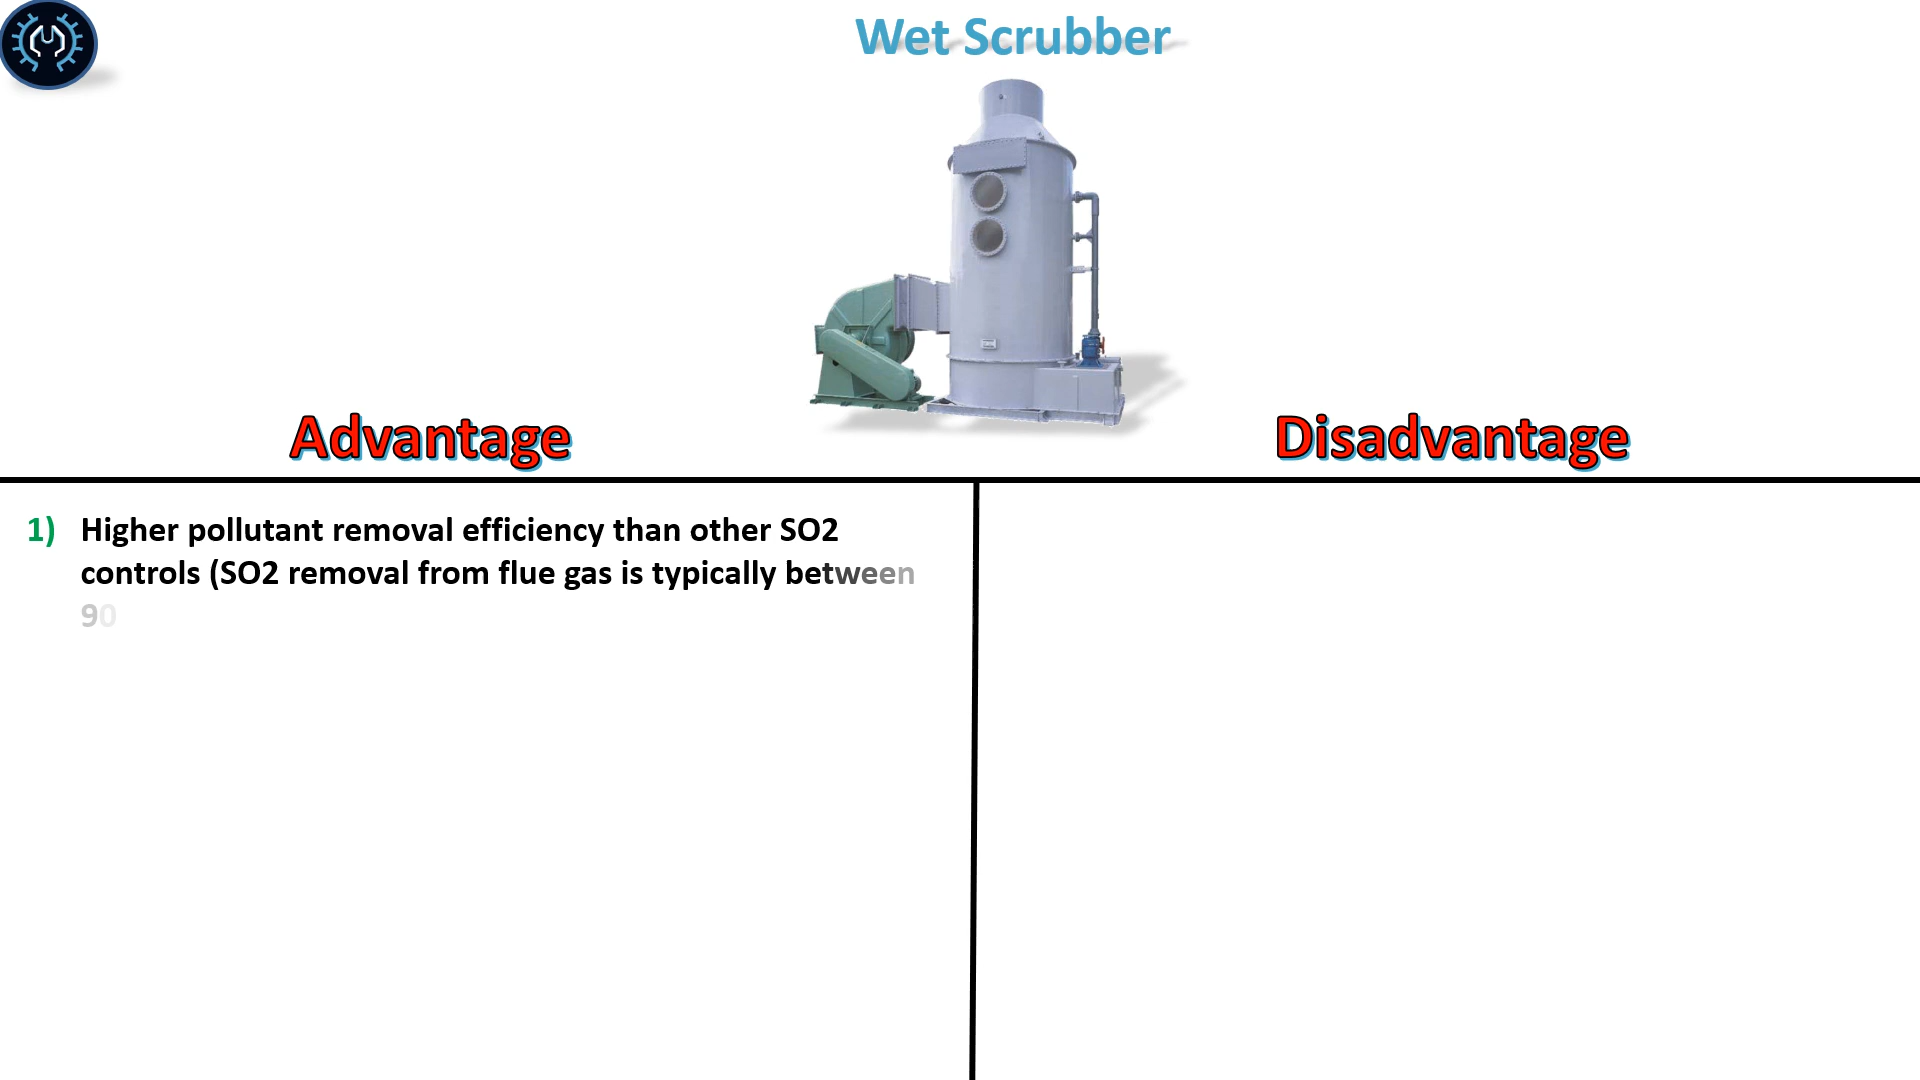 Wet Scrubber
Advantage
Disadvantage
1) Higher pollutant removal efficiency than other SO2
controls (SO2 removal from flue gas is typically between
90